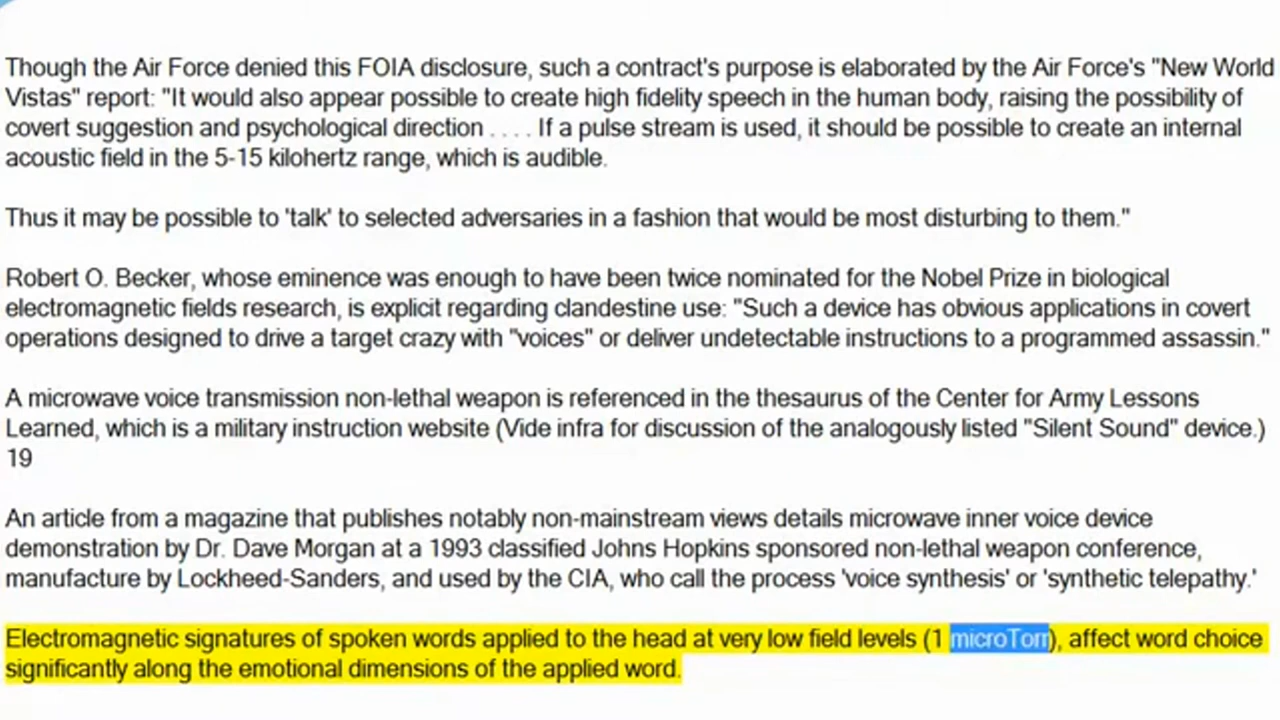 Though the Air Force denied this FOIA disclosure, such a contract's purpose is elaborated by the Air Force's "New World
Vistas" report: "It would also appear possible to create high fidelity speech in the human body, raising the possibility of
covert suggestion and psychological direction . . . . If a pulse stream is used, it should be possible to create an internal
acoustic field in the 5-15 kilohertz range, which is audible.
Thus it may be possible to 'talk' to selected adversaries in a fashion that would be most disturbing to them."
Robert O. Becker, whose eminence was enough to have been twice nominated for the Nobel Prize in biological
electromagnetic fields research, is explicit regarding clandestine use: "Such a device has obvious applications in covert
operations designed to drive a target crazy with "voices" or deliver undetectable instructions to a programmed assassin."
A microwave voice transmission non-lethal weapon is referenced in the thesaurus of the Center for Army Lessons
Learned, which is a military instruction website (Vide infra for discussion of the analogously listed "Silent Sound" device.)
19
An article from a magazine that publishes notably non-mainstream views details microwave inner voice device
demonstration by Dr. Dave Morgan at a 1993 classified Johns Hopkins sponsored non-lethal weapon conference,
manufacture by Lockheed-Sanders, and used by the CIA, who call the process 'voice synthesis' or 'synthetic telepathy.'
Electromagnetic signatures of spoken words applied to the head at very low field levels (1 microTorr), affect word choice
significantly along the emotional dimensions of the applied word.